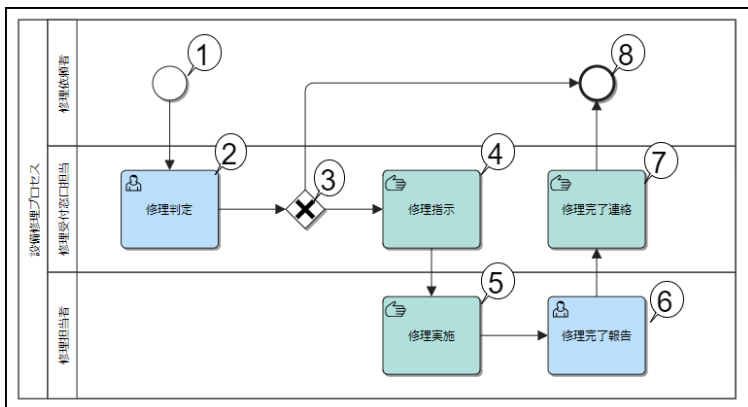 設備修理プロセス
修理依頼者
1
8
修理受付窓口担当
2
修理判定
3
4
修理指示
7
修理完了連絡
修理担当者
5
修理実施
6
修理完了報告